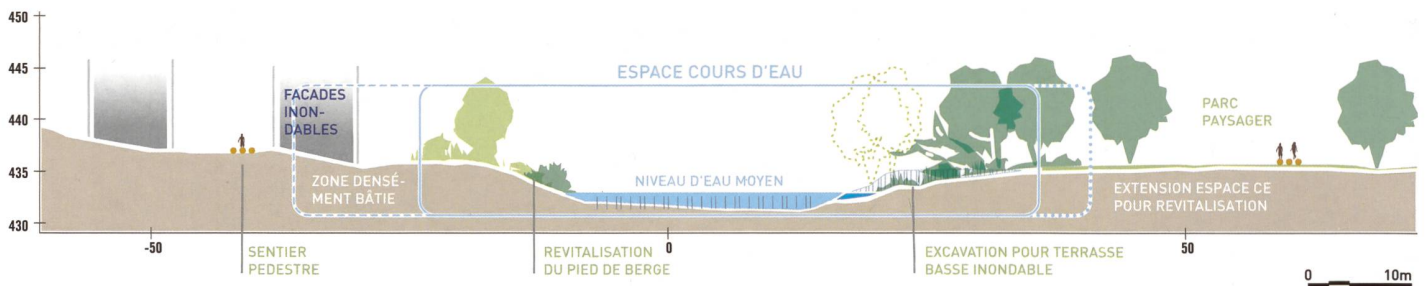 450
445
440
435
430
ESPACE COURS D'EAU
FACADES
INON-
DABLES
PARC
PAYSAGER
ZONE DENSÉ-
MENT BÂTIE
NIVEAU D'EAU MOYEN
EXTENSION ESPACE CE
POUR REVITALISATION
-50
0
50
SENTIER
PEDESTRE
REVITALISATION
DU PIED DE BERGE
EXCAVATION POUR TERRASSE
BASSE INONDABLE
0 10m